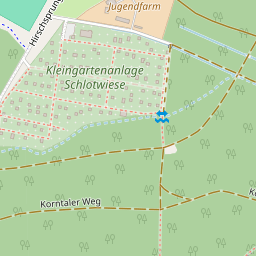 Jugendfarm
Hirschsprung
Kleingartenanlage
Schlotwiese
Korntaler Weg